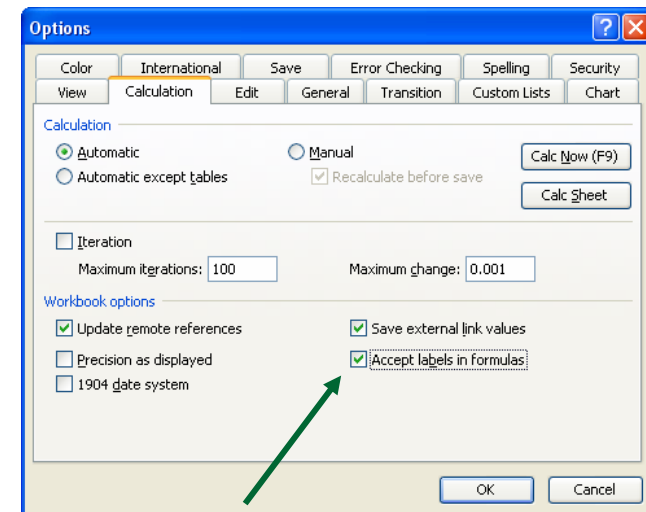 Options
Color International Save Error Checking Spelling Security
View Calculation Edit General Transition Custom Lists Chart
Calculation
Automatic Manual Calc Now (F9)
Automatic except tables Recalculate before save
Calc Sheet
Iteration
Maximum iterations: 100 Maximum change: 0.001
Workbook options
Update remote references Save external link values
Precision as displayed Accept labels in formulas
1904 date system
OK Cancel